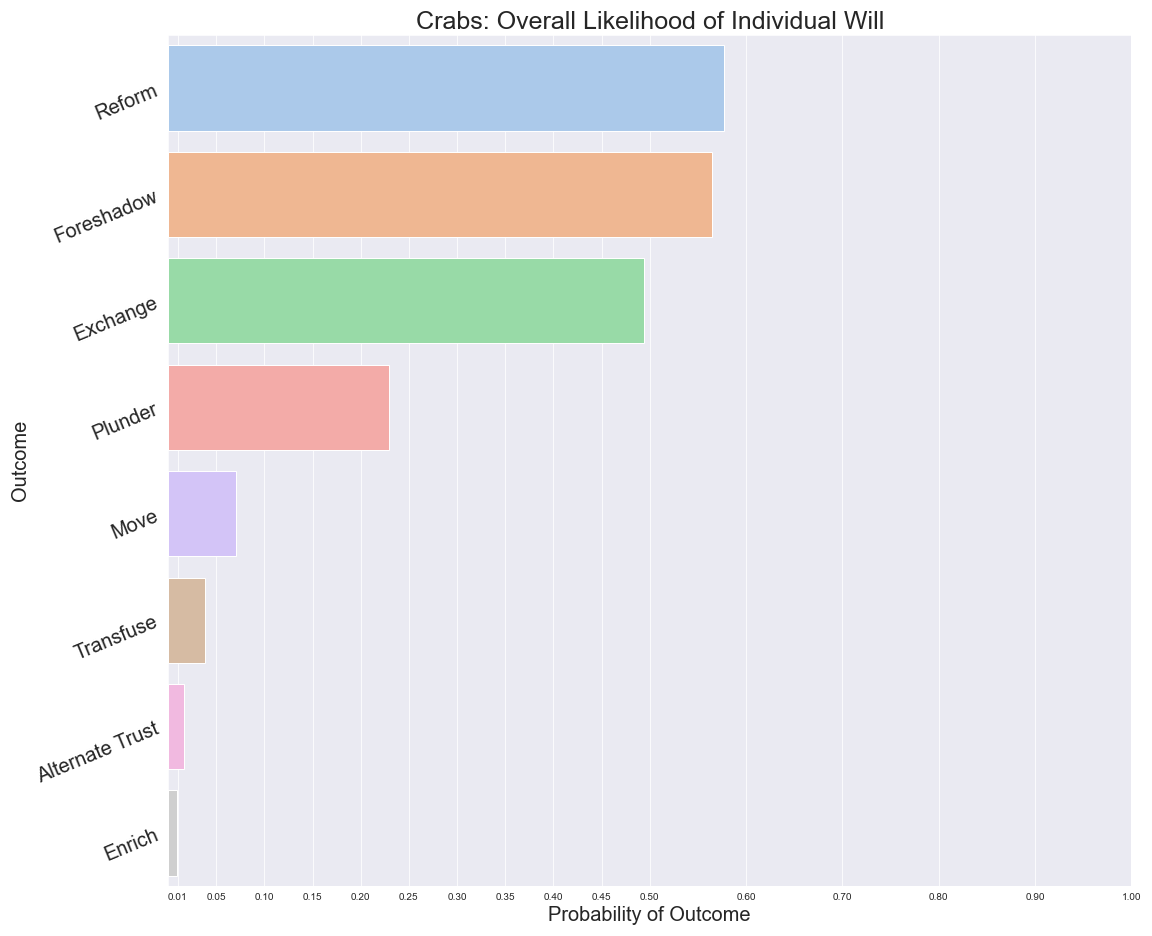 Crabs: Overall Likelihood of Individual Will
Reform
Foreshadow
Exchange
Plunder
Move
Transfuse
Alternate Trust
Enrich
Outcome
0.01 0.05 0.10 0.15 0.20 0.25 0.30 0.35 0.40 0.45 0.50 0.60 0.70 0.80 0.90 1.00
Probability of Outcome